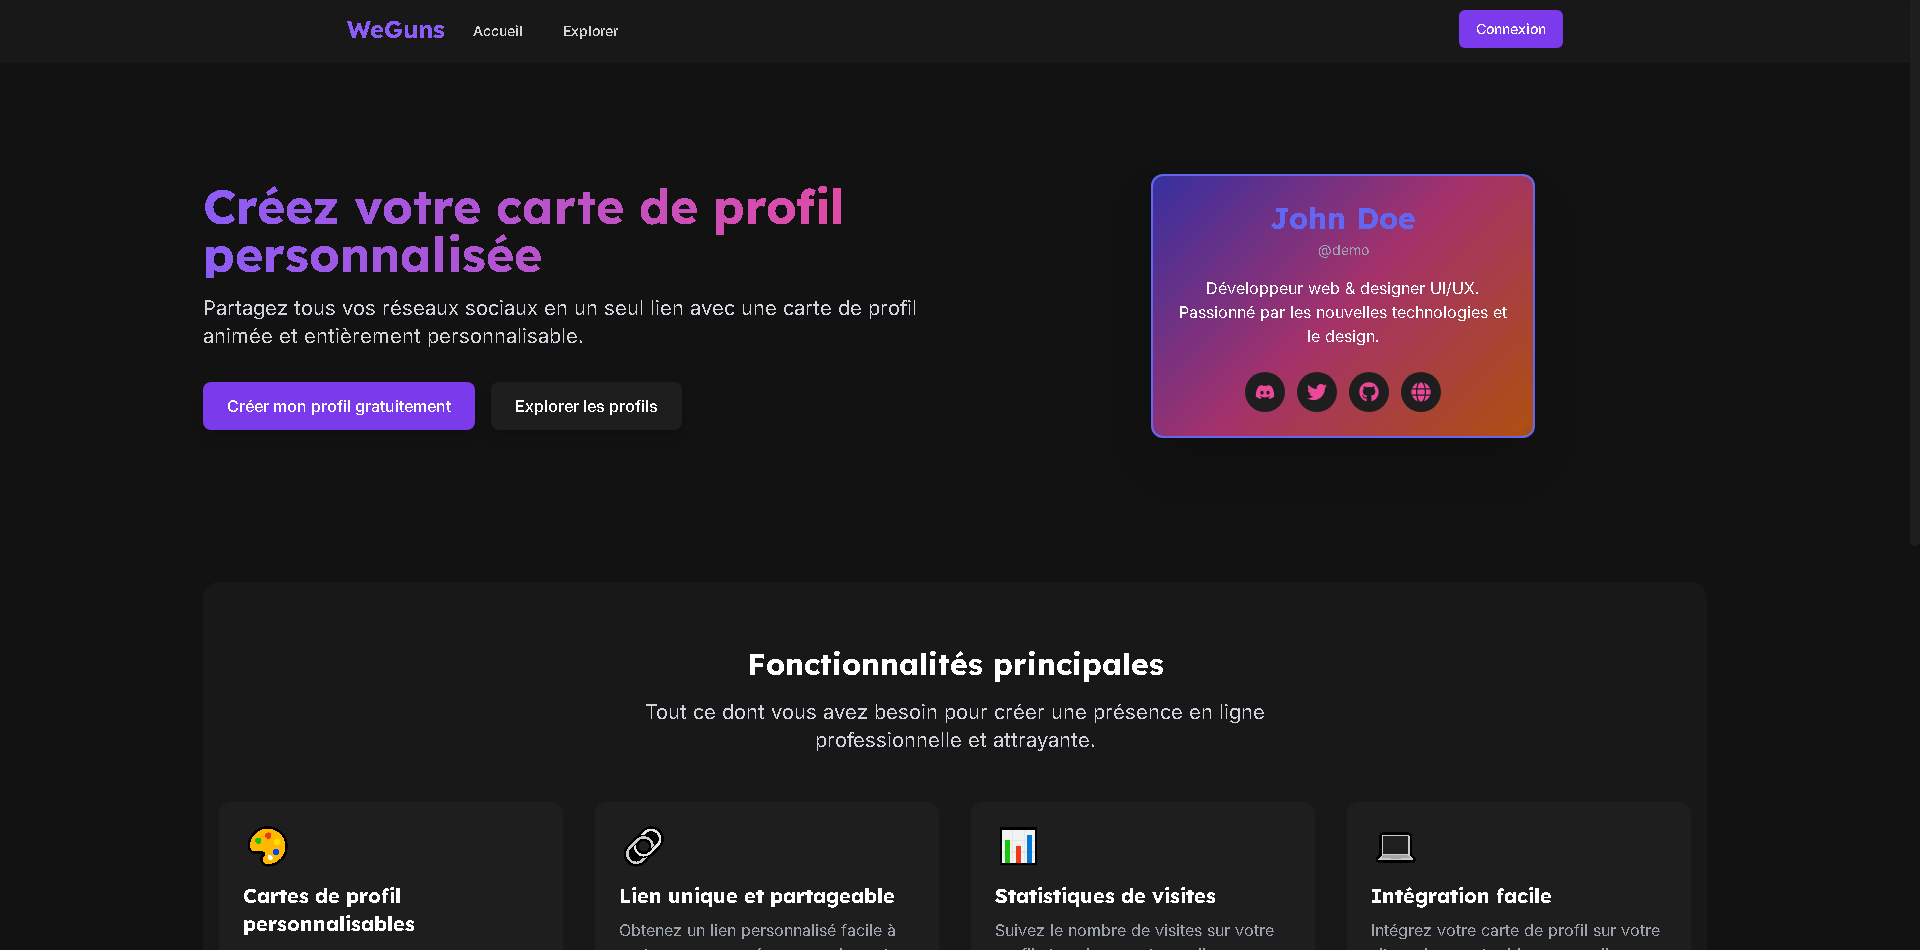 WeGuns
Accueil
Explorer
Connexion
Créez votre carte de profil
personnalisée
Partagez tous vos réseaux sociaux en un seul lien avec une carte de profil
animée et entièrement personnalisable.
Créer mon profil gratuitement
Explorer les profils
John Doe
@demo
Développeur web & designer UI/UX.
Passionné par les nouvelles technologies et
le design.
Fonctionnalités principales
Tout ce dont vous avez besoin pour créer une présence en ligne
professionnelle et attrayante.
Cartes de profil
personnalisables
Lien unique et partageable
Obtenez un lien personnalisé facile à
Statistiques de visites
Suivez le nombre de visites sur votre
Intégration facile
Intégrez votre carte de profil sur votre